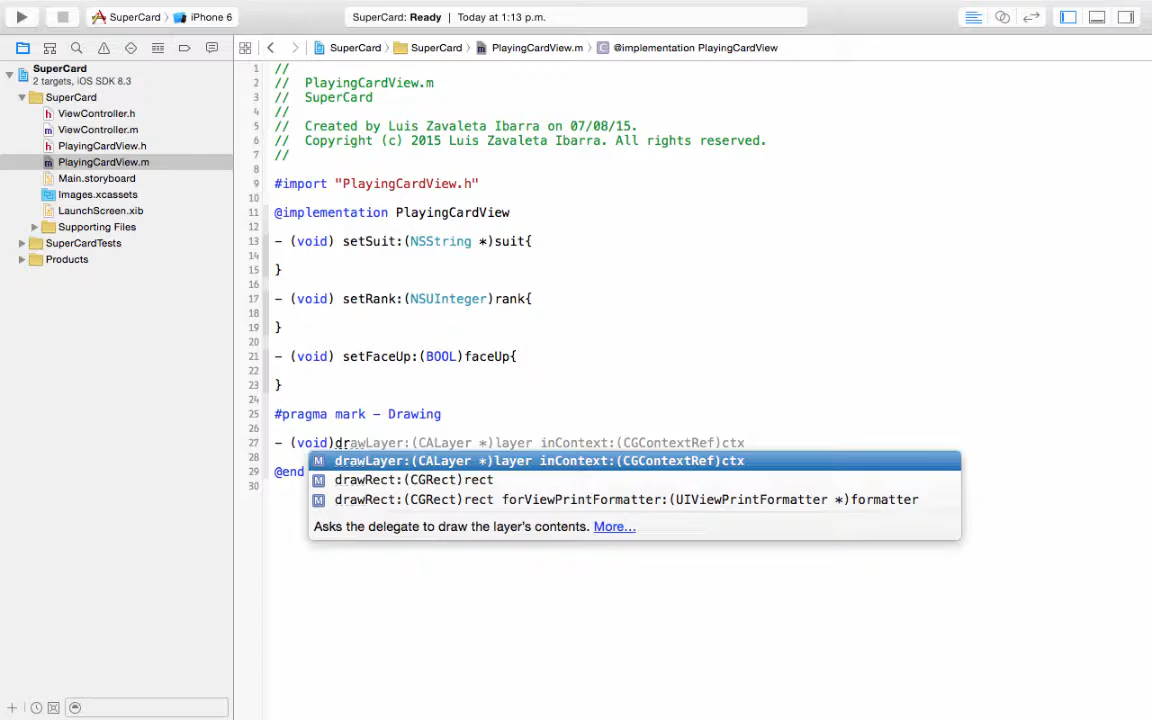 SuperCard
iPhone 6
SuperCard: Ready | Today at 1:13 p.m.
SuperCard
SuperCard
PlayingCardView.m
@implementation PlayingCardView
SuperCard
2 targets, iOS SDK 8.3
SuperCard
ViewController.h
ViewController.m
PlayingCardView.h
PlayingCardView.m
Main.storyboard
Images.xcassets
LaunchScreen.xib
Supporting Files
SuperCardTests
Products
1 //
2 // PlayingCardView.m
3 // SuperCard
4 //
5 // Created by Luis Zavaleta Ibarra on 07/08/15.
6 // Copyright (c) 2015 Luis Zavaleta Ibarra. All rights reserved.
7 //
8
9 #import "PlayingCardView.h"
10
11 @implementation PlayingCardView
12
13 - (void) setSuit:(NSString *)suit{
14
15 }
16
17 - (void) setRank:(NSUInteger)rank{
18
19 }
20
21 - (void) setFaceUp:(BOOL)faceUp{
22
23 }
24
25 #pragma mark - Drawing
26
27 - (void)drawLayer:(CALayer *)layer inContext:(CGContextRef)ctx
28
29 @end
30
M drawLayer:(CALayer *)layer inContext:(CGContextRef)ctx
M drawRect:(CGRect)rect
M drawRect:(CGRect)rect forViewPrintFormatter:(UIViewPrintFormatter *)formatter
Asks the delegate to draw the layer's contents. More...